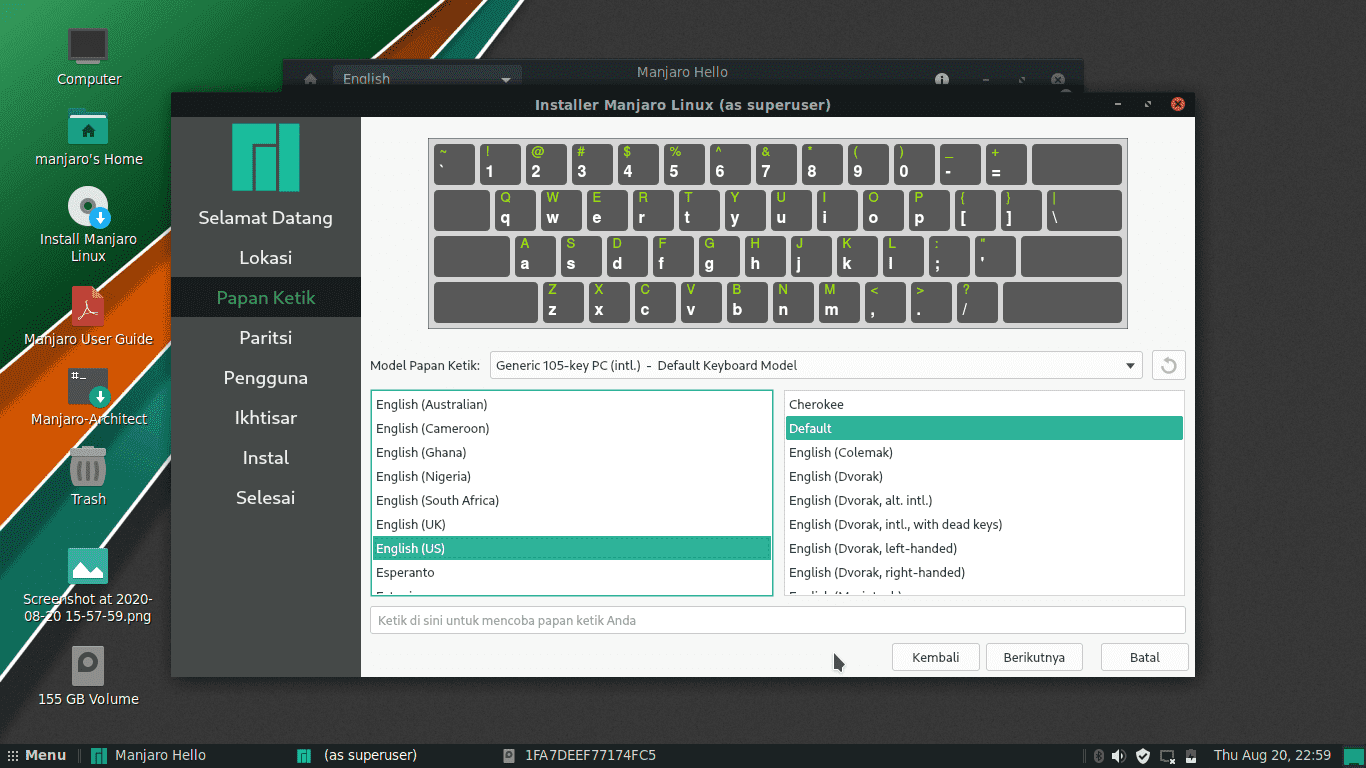 Computer
manjaro's Home
Install Manjaro
Linux
Manjaro User Guide
#-
Manjaro-Architect
Trash
Screenshot at 2020-
08-20 15-57-59.png
155 GB Volume
English
Manjaro Hello
Installer Manjaro Linux (as superuser)
Selamat Datang
Lokasi
Papan Ketik
Paritsi
Pengguna
Ikhtisar
Instal
Selesai
~ ! @ # $ % ^ & * ( ) _ +
` 1 2 3 4 5 6 7 8 9 0 - =
Q W E R T Y U I O P { } |
q w e r t y u i o p [ ] \
A S D F G H J K L : "
a s d f g h j k l ; '
Z X C V B N M < > ?
z x c v b n m , . /
Model Papan Ketik: Generic 105-key PC (intl.) - Default Keyboard Model
English (Australian)
English (Cameroon)
English (Ghana)
English (Nigeria)
English (South Africa)
English (UK)
English (US)
Esperanto
Cherokee
Default
English (Colemak)
English (Dvorak)
English (Dvorak, alt. intl.)
English (Dvorak, intl., with dead keys)
English (Dvorak, left-handed)
English (Dvorak, right-handed)
Ketik di sini untuk mencoba papan ketik Anda
Kembali Berikutnya Batal
Menu Manjaro Hello (as superuser) 1FA7DEEF77174FC5 Thu Aug 20, 22:59